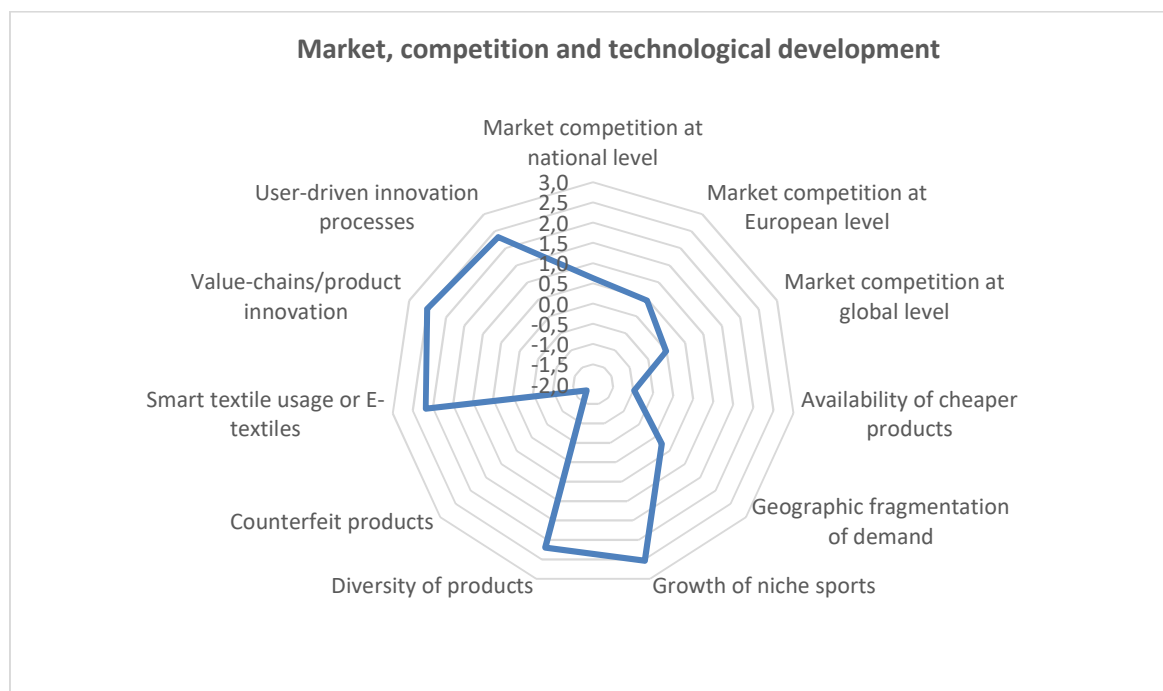 Market, competition and technological development
Market competition at
national level
Market competition at
European level
Market competition at
global level
Availability of cheaper
products
Geographic fragmentation
of demand
Growth of niche sports
Diversity of products
Counterfeit products
Smart textile usage or E-
textiles
Value-chains/product
innovation
User-driven innovation
processes
3,0
2,5
2,0
1,5
1,0
0,5
0,0
-0,5
-1,0
-1,5
-2,0